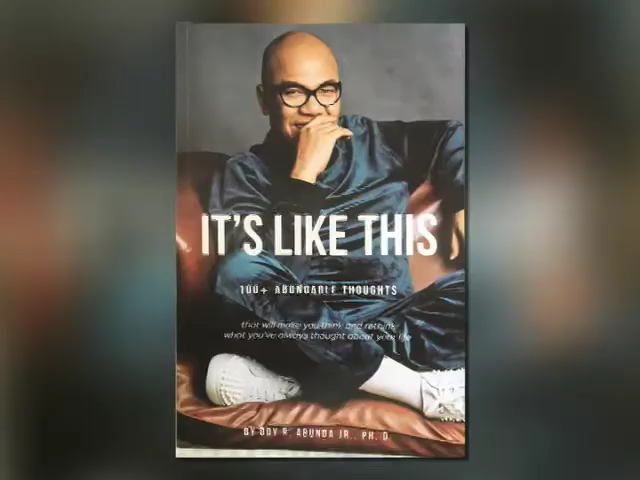 IT'S LIKE THIS
100+ ABUNDABLE THOUGHTS
that will make you think and rethink
what you've always thought about your life
BY BOY R. ABUNDA JR., PH. D